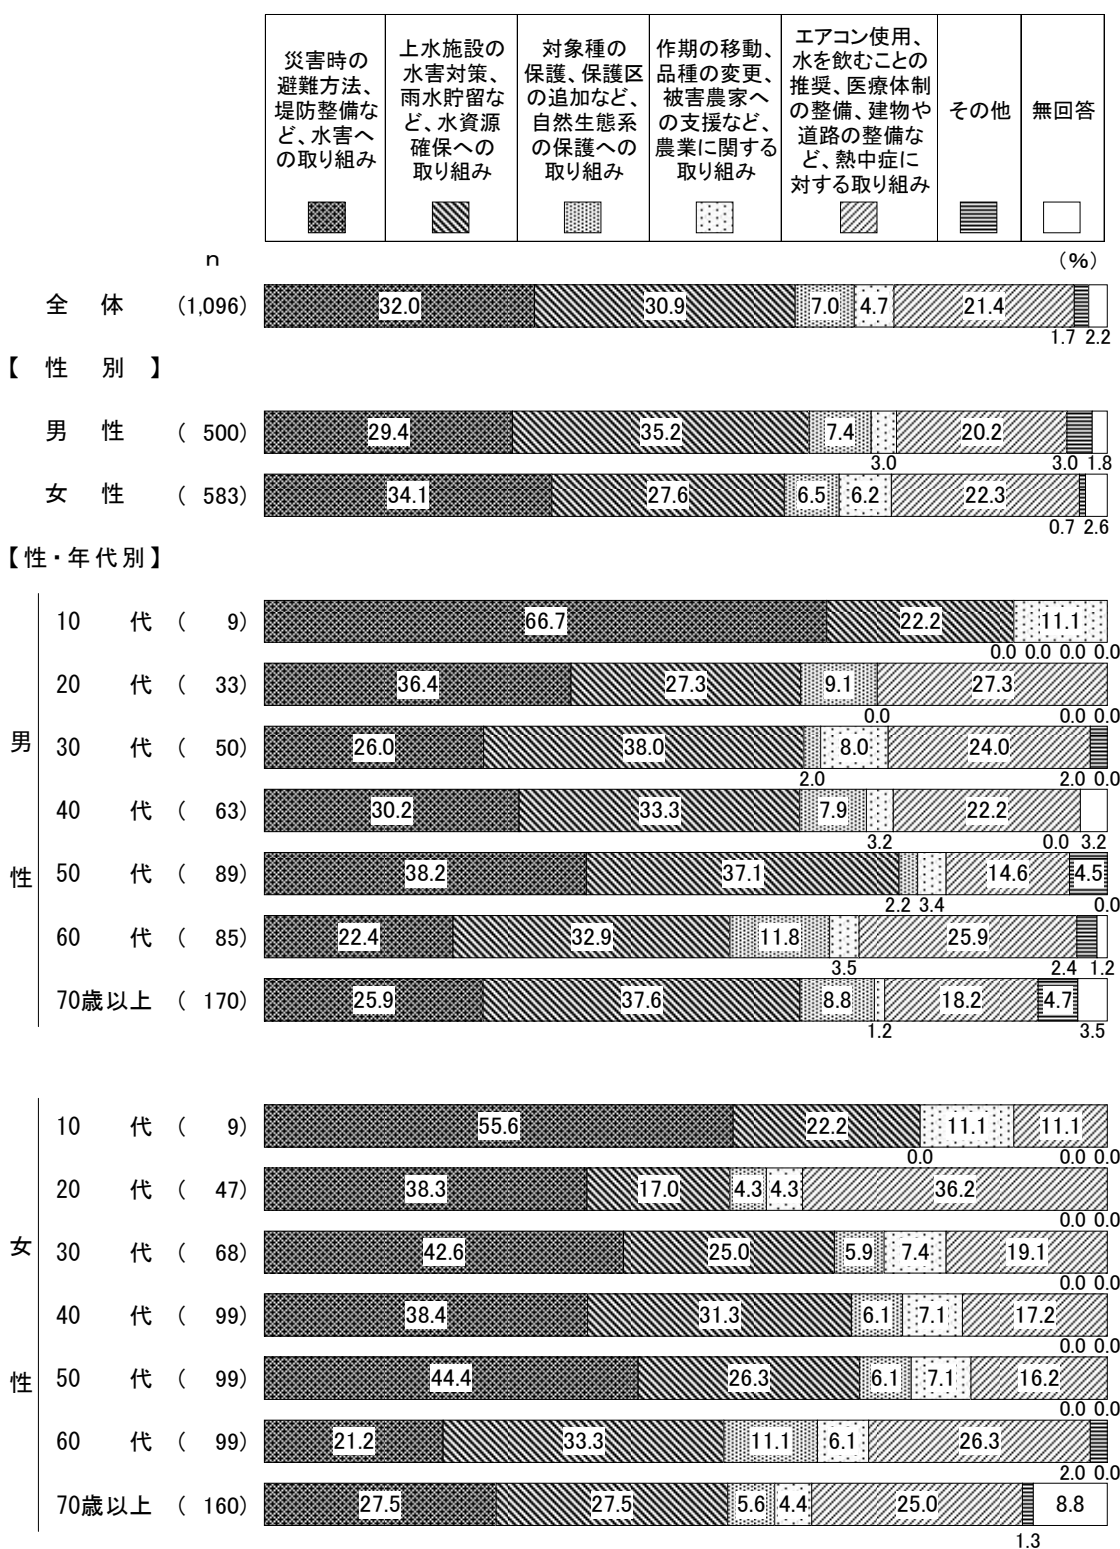 災害時の
避難方法、
堤防整備な
ど、水害へ
の取り組み
上水施設の
水害対策、
雨水貯留な
ど、水資源
確保への
取り組み
対象種の
保護、保護区
の追加など、
自然生態系
の保護への
取り組み
作期の移動、
品種の変更、
被害農家へ
の支援など、
農業に関する
取り組み
エアコン使用、
水を飲むことの
推奨、医療体制
の整備、建物や
道路の整備な
ど、熱中症に
対する取り組み
その他
無回答
n
(%)
全 体 (1,096) 32.0 30.9 7.0 4.7 21.4
1.7 2.2
【 性 別 】
男 性 ( 500) 29.4 35.2 7.4 20.2
3.0 3.0 1.8
女 性 ( 583) 34.1 27.6 6.5 6.2 22.3
0.7 2.6
【性・年代別】
男性
10 代 ( 9) 66.7 22.2 11.1
0.0 0.0 0.0 0.0
20 代 ( 33) 36.4 27.3 9.1 27.3
0.0 0.0 0.0
30 代 ( 50) 26.0 38.0 8.0 24.0
2.0 2.0 0.0
40 代 ( 63) 30.2 33.3 7.9 22.2
3.2 0.0 3.2
50 代 ( 89) 38.2 37.1 14.6 4.5
2.2 3.4 0.0
60 代 ( 85) 22.4 32.9 11.8 25.9
3.5 2.4 1.2
70歳以上 ( 170) 25.9 37.6 8.8 18.2 4.7
1.2 3.5
女性
10 代 ( 9) 55.6 22.2 11.1 11.1
0.0 0.0 0.0
20 代 ( 47) 38.3 17.0 4.3 4.3 36.2
0.0 0.0
30 代 ( 68) 42.6 25.0 5.9 7.4 19.1
0.0 0.0
40 代 ( 99) 38.4 31.3 6.1 7.1 17.2
0.0 0.0
50 代 ( 99) 44.4 26.3 6.1 7.1 16.2
0.0 0.0
60 代 ( 99) 21.2 33.3 11.1 6.1 26.3
2.0 0.0
70歳以上 ( 160) 27.5 27.5 5.6 4.4 25.0 8.8
1.3